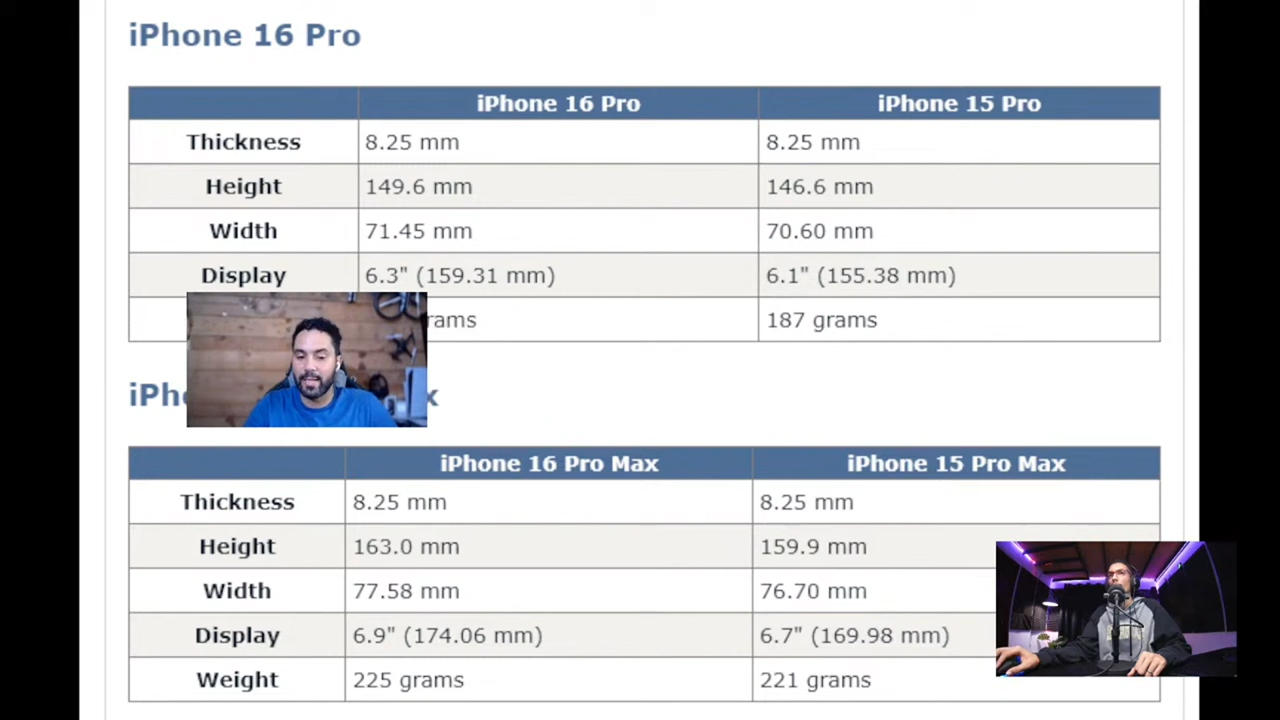 iPhone 16 Pro
iPhone 16 Pro iPhone 15 Pro
Thickness 8.25 mm 8.25 mm
Height 149.6 mm 146.6 mm
Width 71.45 mm 70.60 mm
Display 6.3" (159.31 mm) 6.1" (155.38 mm)
187 grams
iPhone 16 Pro Max iPhone 15 Pro Max
Thickness 8.25 mm 8.25 mm
Height 163.0 mm 159.9 mm
Width 77.58 mm 76.70 mm
Display 6.9" (174.06 mm) 6.7" (169.98 mm)
Weight 225 grams 221 grams